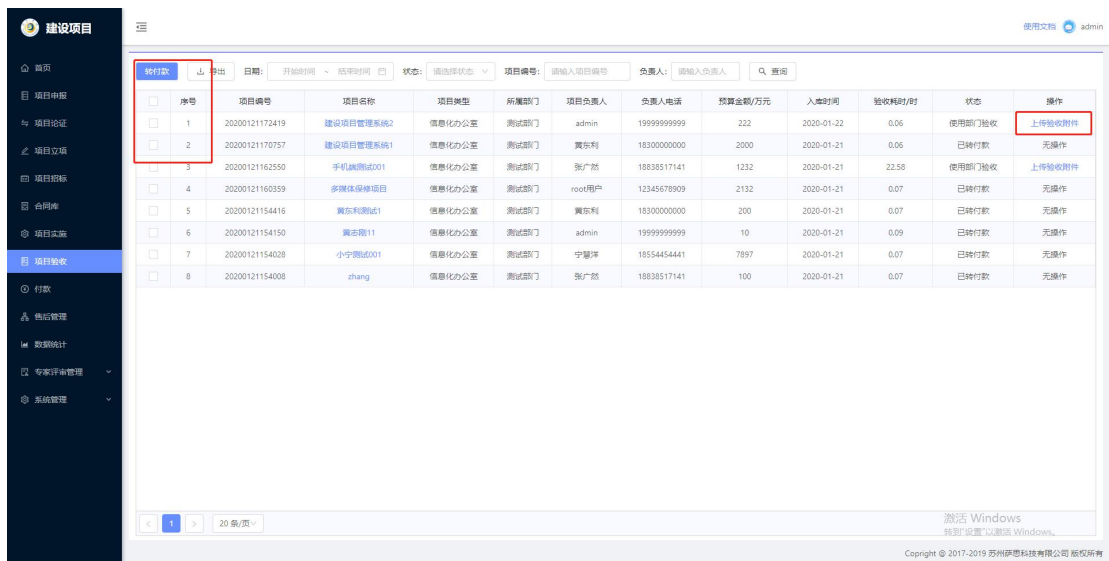 建设项目
使用文档 admin
首页
项目申报
项目论证
项目立项
项目招标
合同库
项目实施
项目验收
付款
售后管理
数据统计
专家评审管理
系统管理
转付款 导出 日期: 开始时间 ~ 结束时间 状态: 请选择状态 项目编号: 请输入项目编号 负责人: 请输入负责人 查询
序号 项目编号 项目名称 项目类型 所属部门 项目负责人 负责人电话 预算金额/万元 入库时间 验收耗时/时 状态 操作
1 20200121172419 建设项目管理系统2 信息化办公室 测试部门 admin 19999999999 222 2020-01-22 0.06 使用部门验收 上传验收附件
2 20200121170757 建设项目管理系统1 信息化办公室 测试部门 黄东利 18300000000 2000 2020-01-21 0.06 已转付款 无操作
3 20200121162550 手机端测试001 信息化办公室 测试部门 张广然 18838517141 1232 2020-01-21 22.58 使用部门验收 上传验收附件
4 20200121160359 多媒体保修项目 信息化办公室 测试部门 root用户 12345678909 2132 2020-01-21 0.07 已转付款 无操作
5 20200121154416 黄东利测试1 信息化办公室 测试部门 黄东利 18300000000 200 2020-01-21 0.07 已转付款 无操作
6 20200121154150 冀志刚11 信息化办公室 测试部门 admin 19999999999 10 2020-01-21 0.09 已转付款 无操作
7 20200121154028 小宁测试001 信息化办公室 测试部门 宁慧洋 18554454441 7897 2020-01-21 0.07 已转付款 无操作
8 20200121154008 zhang 信息化办公室 测试部门 张广然 18838517141 100 2020-01-21 0.07 已转付款 无操作
< 1 > 20 条/页
激活 Windows
转到"设置"以激活 Windows。
Copright @ 2017-2019 苏州萨思科技有限公司 版权所有